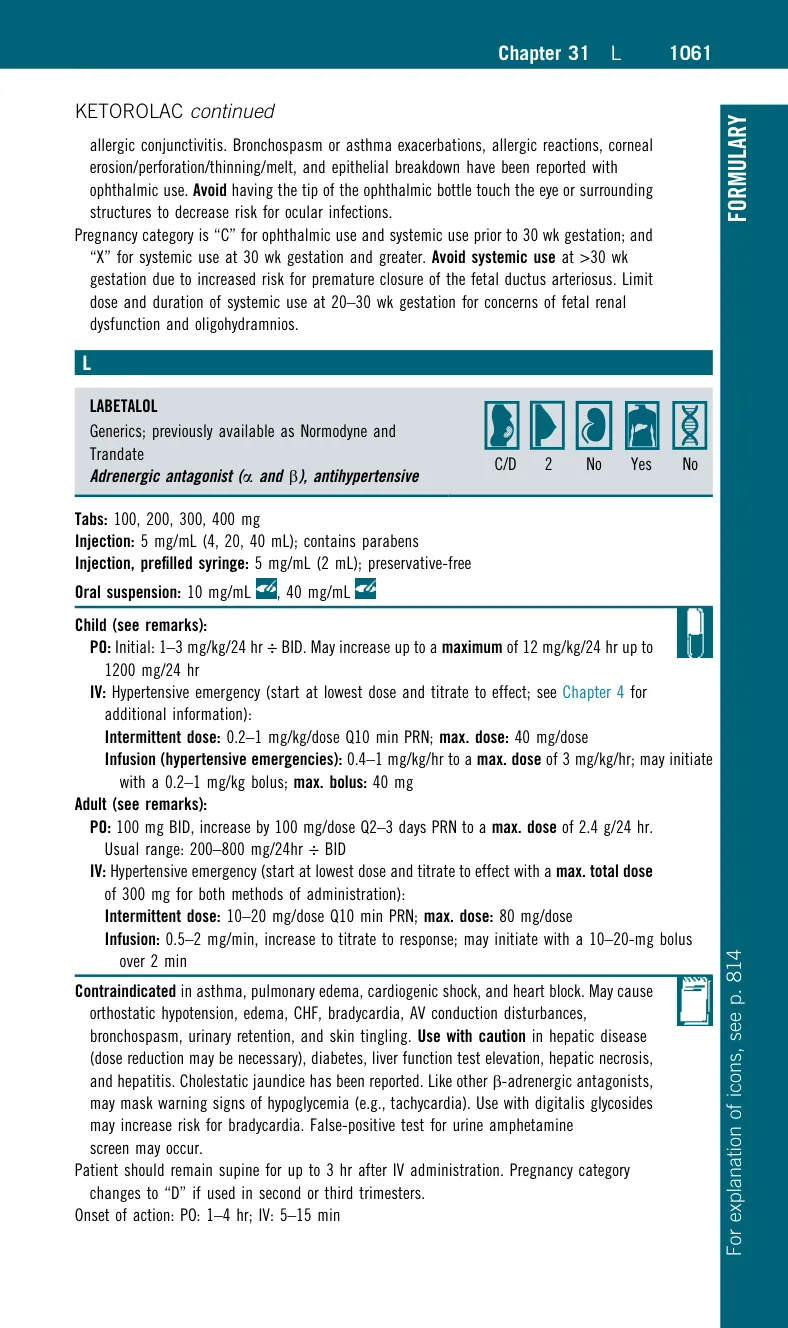 Chapter 31 L 1061
KETOROLAC continued
allergic conjunctivitis. Bronchospasm or asthma exacerbations, allergic reactions, corneal
erosion/perforation/thinning/melt, and epithelial breakdown have been reported with
ophthalmic use. Avoid having the tip of the ophthalmic bottle touch the eye or surrounding
structures to decrease risk for ocular infections.
Pregnancy category is “C” for ophthalmic use and systemic use prior to 30 wk gestation; and
“X” for systemic use at 30 wk gestation and greater. Avoid systemic use at >30 wk
gestation due to increased risk for premature closure of the fetal ductus arteriosus. Limit
dose and duration of systemic use at 20–30 wk gestation for concerns of fetal renal
dysfunction and oligohydramnios.
L
LABETALOL
Generics; previously available as Normodyne and
Trandate
Adrenergic antagonist (α and β), antihypertensive
C/D 2 No Yes No
Tabs: 100, 200, 300, 400 mg
Injection: 5 mg/mL (4, 20, 40 mL); contains parabens
Injection, prefilled syringe: 5 mg/mL (2 mL); preservative-free
Oral suspension: 10 mg/mL , 40 mg/mL
Child (see remarks):
PO: Initial: 1–3 mg/kg/24 hr ÷ BID. May increase up to a maximum of 12 mg/kg/24 hr up to
1200 mg/24 hr
IV: Hypertensive emergency (start at lowest dose and titrate to effect; see Chapter 4 for
additional information):
Intermittent dose: 0.2–1 mg/kg/dose Q10 min PRN; max. dose: 40 mg/dose
Infusion (hypertensive emergencies): 0.4–1 mg/kg/hr to a max. dose of 3 mg/kg/hr; may initiate
with a 0.2–1 mg/kg bolus; max. bolus: 40 mg
Adult (see remarks):
PO: 100 mg BID, increase by 100 mg/dose Q2–3 days PRN to a max. dose of 2.4 g/24 hr.
Usual range: 200–800 mg/24hr ÷ BID
IV: Hypertensive emergency (start at lowest dose and titrate to effect with a max. total dose
of 300 mg for both methods of administration):
Intermittent dose: 10–20 mg/dose Q10 min PRN; max. dose: 80 mg/dose
Infusion: 0.5–2 mg/min, increase to titrate to response; may initiate with a 10–20-mg bolus
over 2 min
Contraindicated in asthma, pulmonary edema, cardiogenic shock, and heart block. May cause
orthostatic hypotension, edema, CHF, bradycardia, AV conduction disturbances,
bronchospasm, urinary retention, and skin tingling. Use with caution in hepatic disease
(dose reduction may be necessary), diabetes, liver function test elevation, hepatic necrosis,
and hepatitis. Cholestatic jaundice has been reported. Like other β-adrenergic antagonists,
may mask warning signs of hypoglycemia (e.g., tachycardia). Use with digitalis glycosides
may increase risk for bradycardia. False-positive test for urine amphetamine
screen may occur.
Patient should remain supine for up to 3 hr after IV administration. Pregnancy category
changes to “D” if used in second or third trimesters.
Onset of action: PO: 1–4 hr; IV: 5–15 min
FORMULARY
For explanation of icons, see p. 814